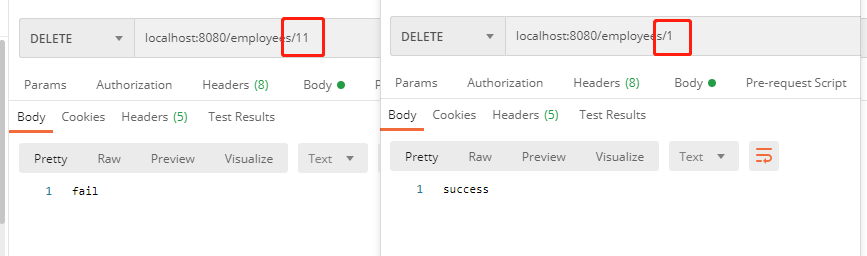 DELETE localhost:8080/employees/11
Params Authorization Headers (8) Body
Body Cookies Headers (5) Test Results
Pretty Raw Preview Visualize Text
1 fail
DELETE localhost:8080/employees/1
Params Authorization Headers (8) Body Pre-request Script
Body Cookies Headers (5) Test Results
Pretty Raw Preview Visualize Text
1 success